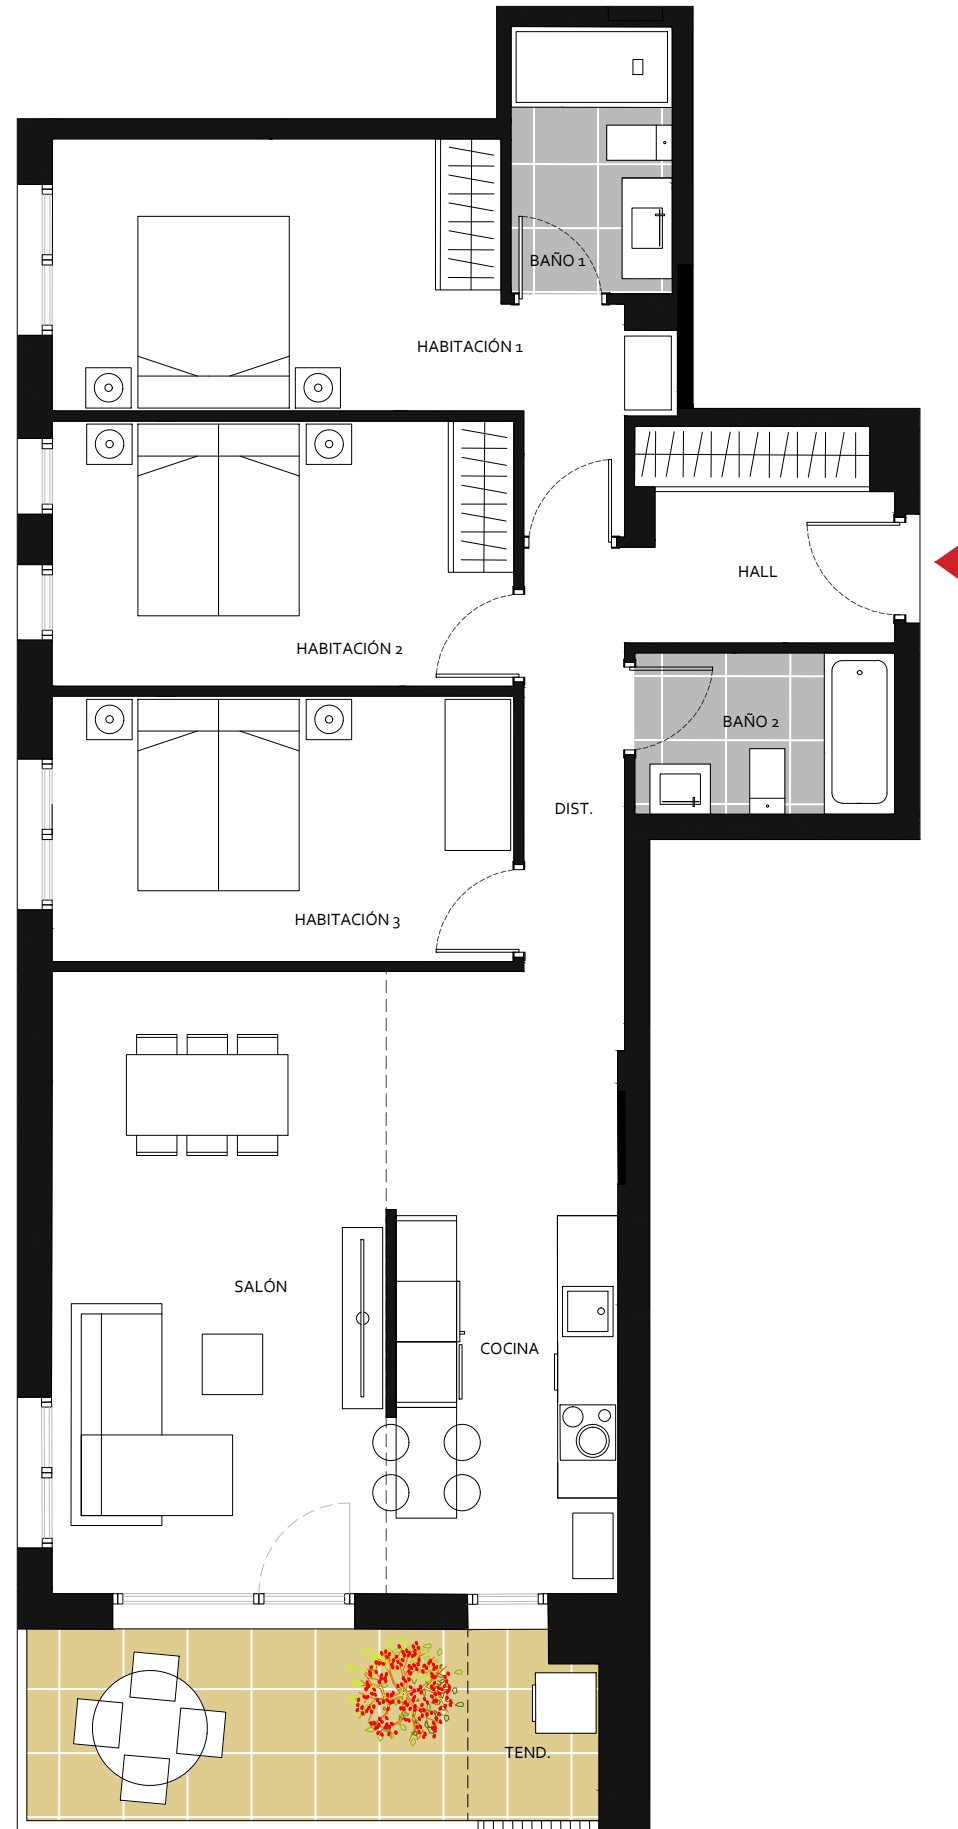 BAÑO 1
HABITACIÓN 1
HALL
HABITACIÓN 2
BAÑO 2
DIST.
HABITACIÓN 3
SALÓN
COCINA
TEND.